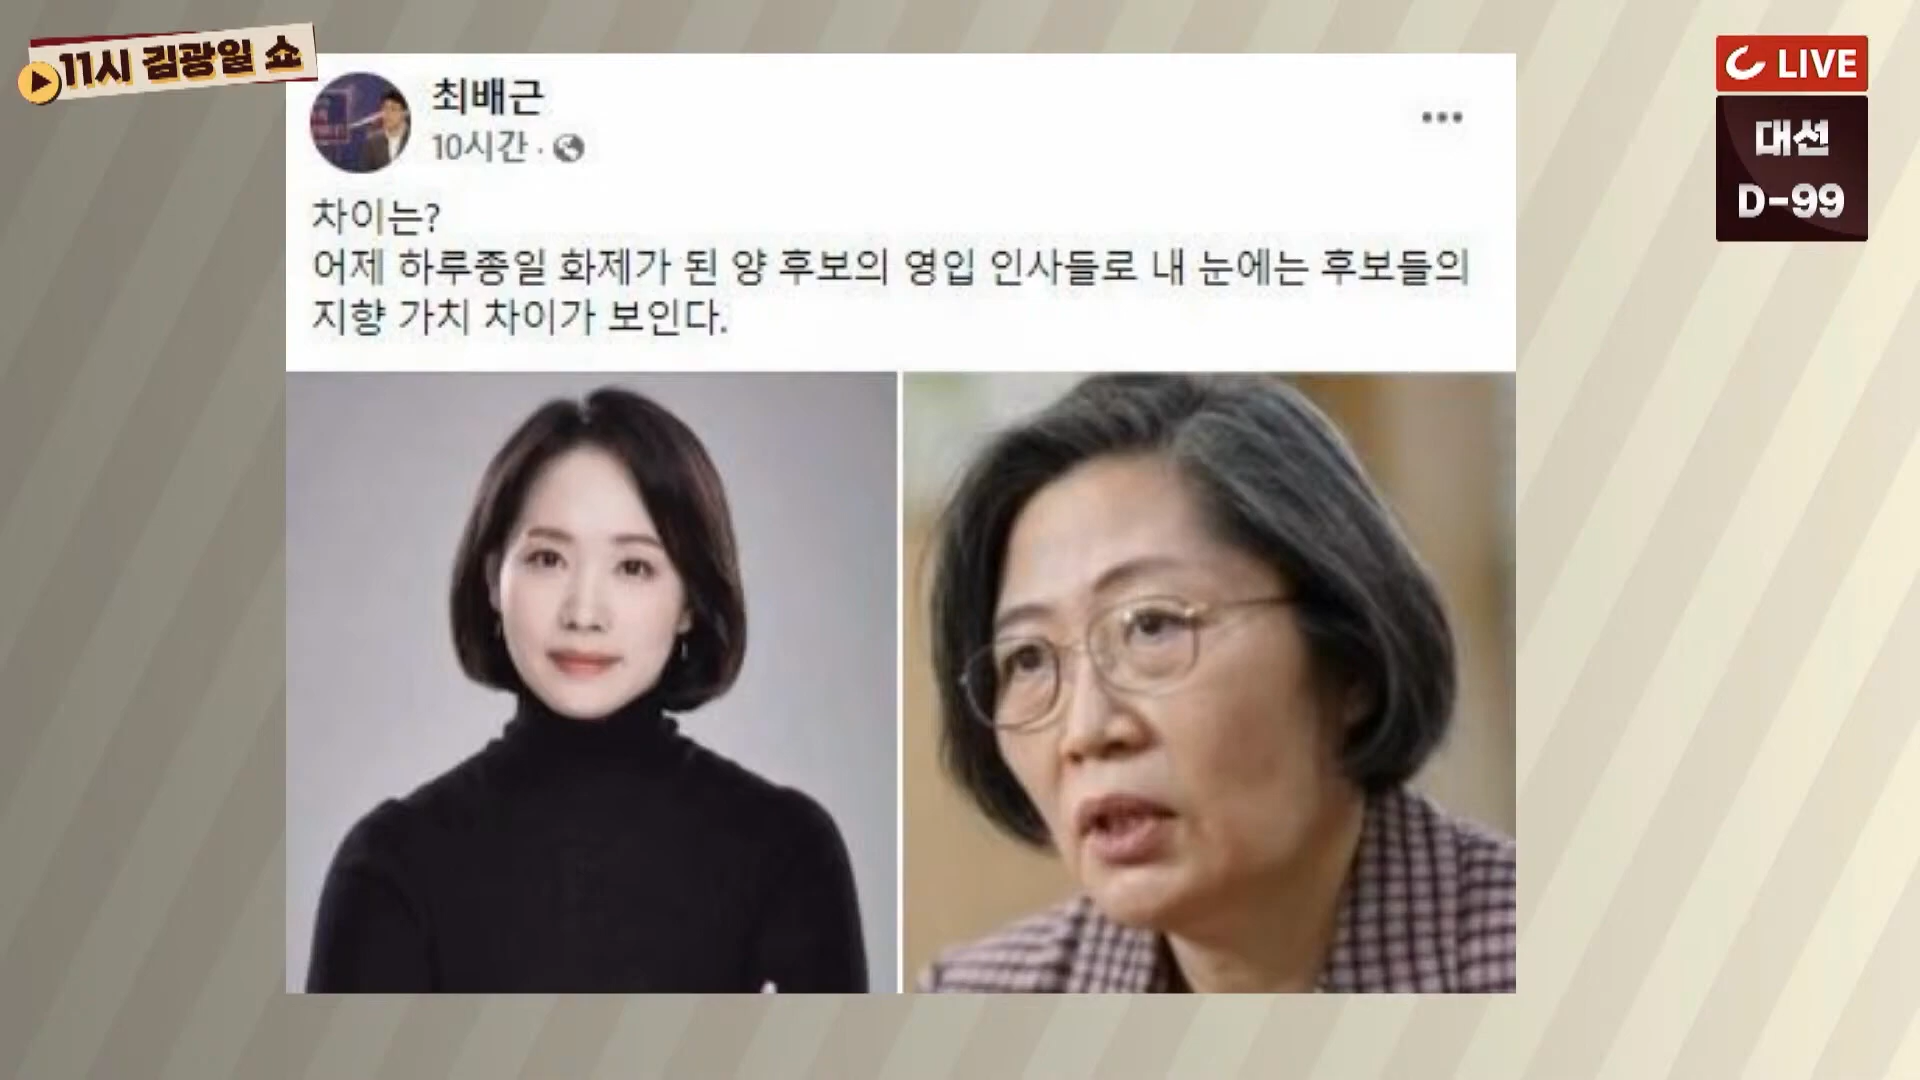 11시 김광일 쇼
LIVE
대선
D-99
최배근
10시간 ·
차이는?
어제 하루종일 화제가 된 양 후보의 영입 인사들로 내 눈에는 후보들의
지향 가치 차이가 보인다.